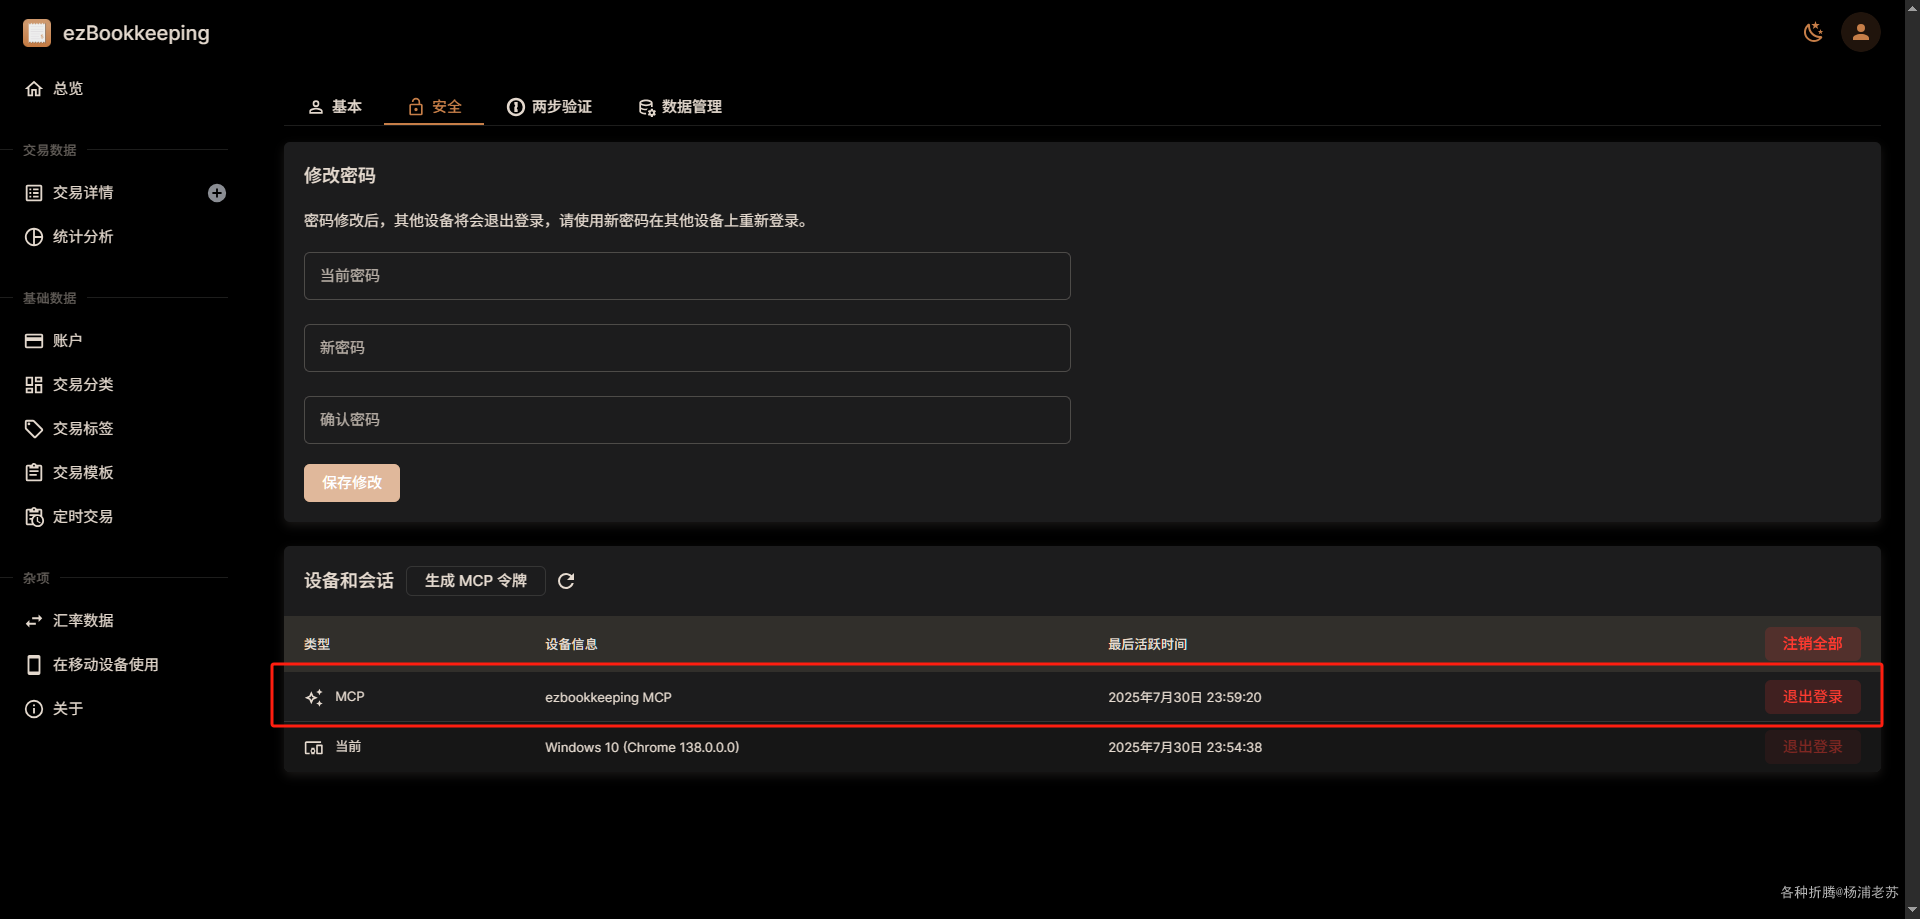 ezBookkeeping
总览
交易数据
交易详情
统计分析
基础数据
账户
交易分类
交易标签
交易模板
定时交易
杂项
汇率数据
在移动设备使用
关于
基本 安全 两步验证 数据管理
修改密码
密码修改后，其他设备将会退出登录，请使用新密码在其他设备上重新登录。
当前密码
新密码
确认密码
保存修改
设备和会话 生成 MCP 令牌
类型 设备信息 最后活跃时间 注销全部
MCP ezbookkeeping MCP 2025年7月30日 23:59:20 退出登录
当前 Windows 10 (Chrome 138.0.0.0) 2025年7月30日 23:54:38 退出登录
各种折腾@杨浦老苏